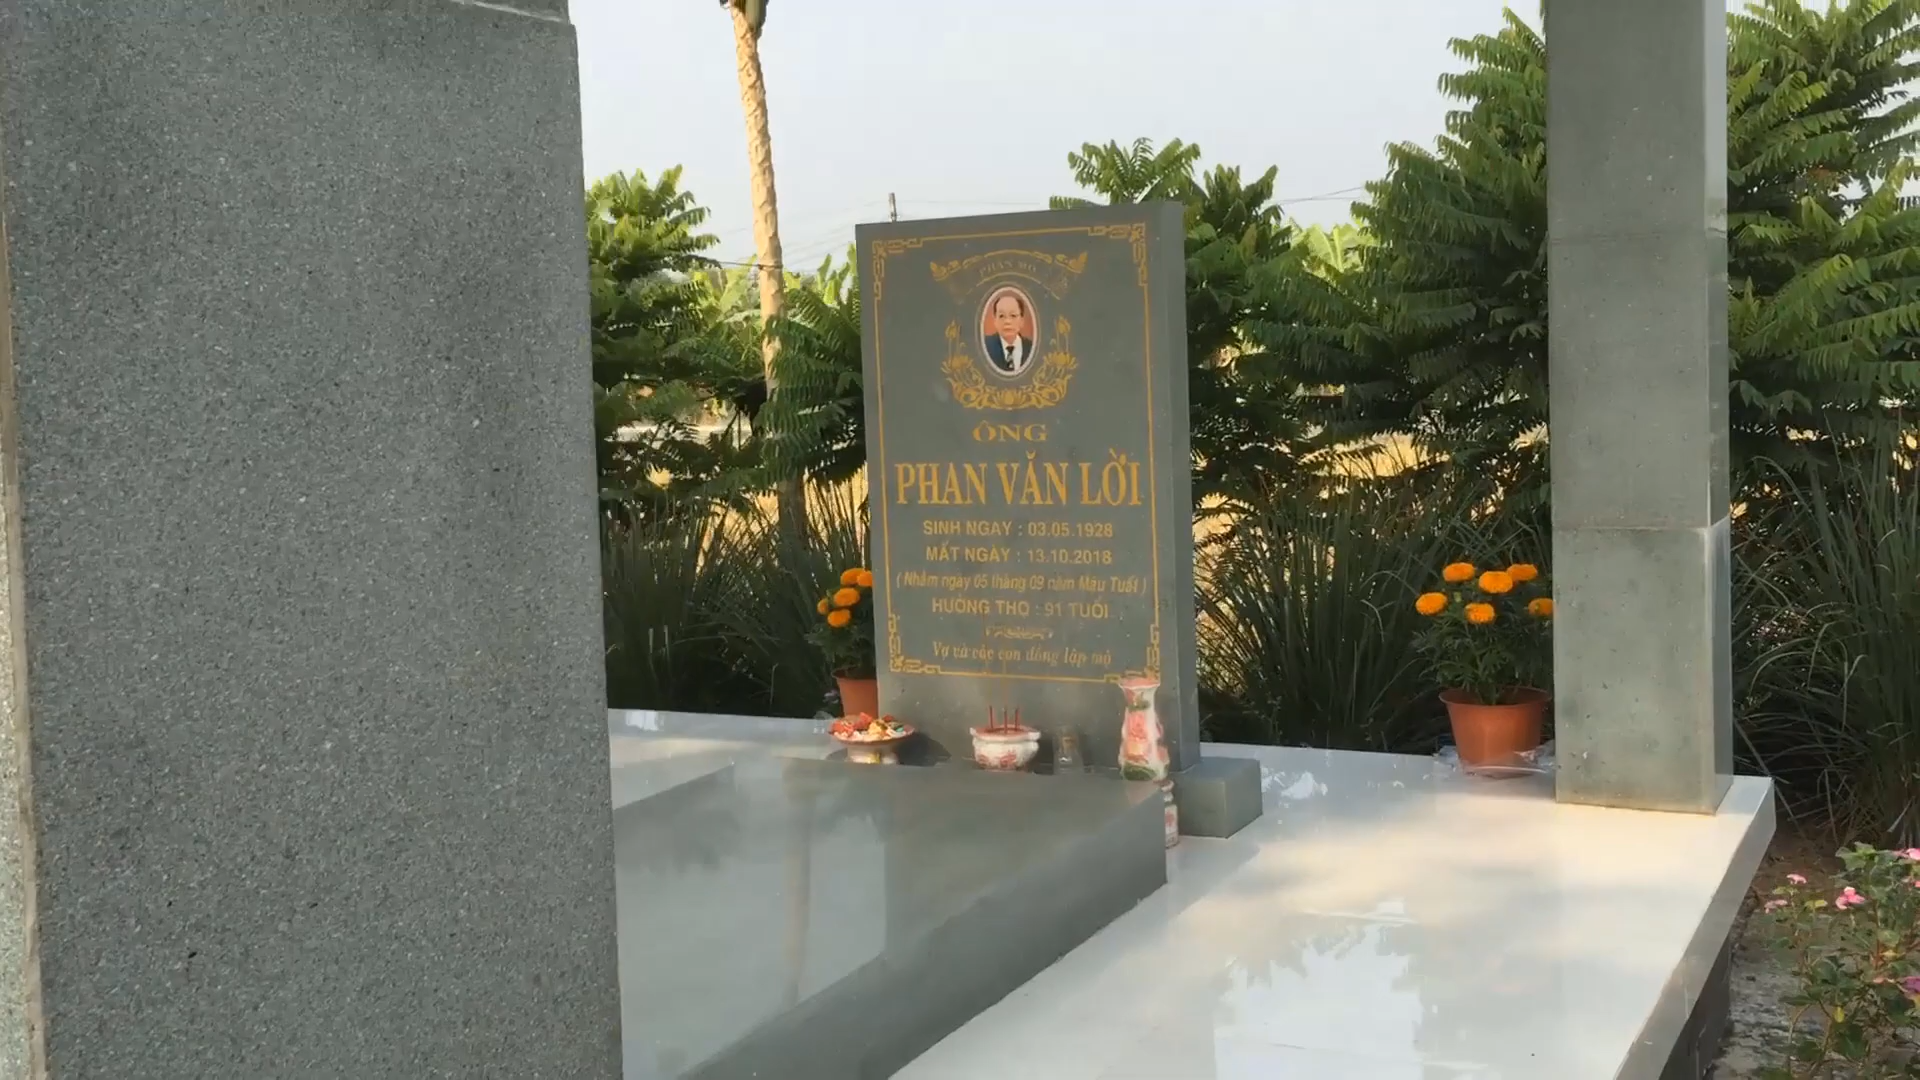 PHẦN MỘ
ÔNG
PHAN VĂN LỜI
SINH NGÀY : 03.05.1928
MẤT NGÀY : 13.10.2018
( Nhằm ngày 05 tháng 09 năm Mậu Tuất )
HƯỞNG THỌ : 91 TUỔI
Vợ và các con đồng lập mộ